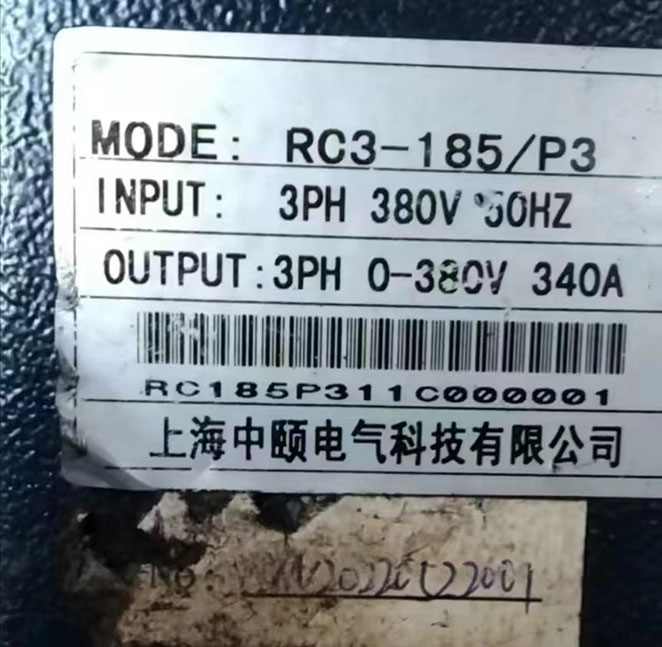 MODE: RC3-185/P3
INPUT: 3PH 380V 50HZ
OUTPUT:3PH 0-380V 340A
RC185P311C000001
上海中颐电气科技有限公司
NO: